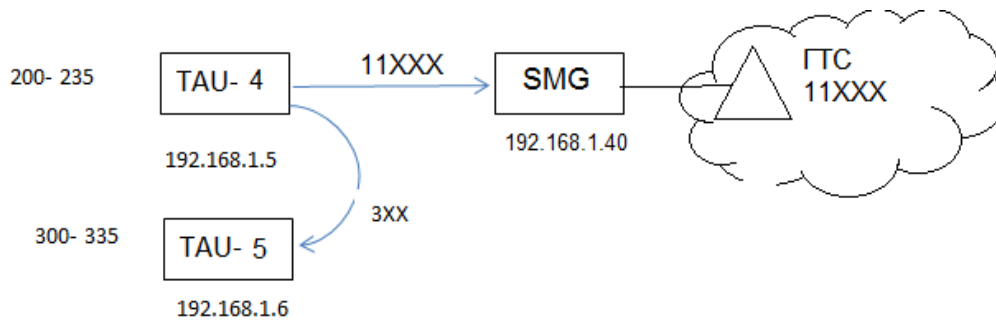 200- 235
TAU- 4
192.168.1.5
11XXX
SMG
192.168.1.40
ГТС
11XXX
3XX
300- 335
TAU- 5
192.168.1.6